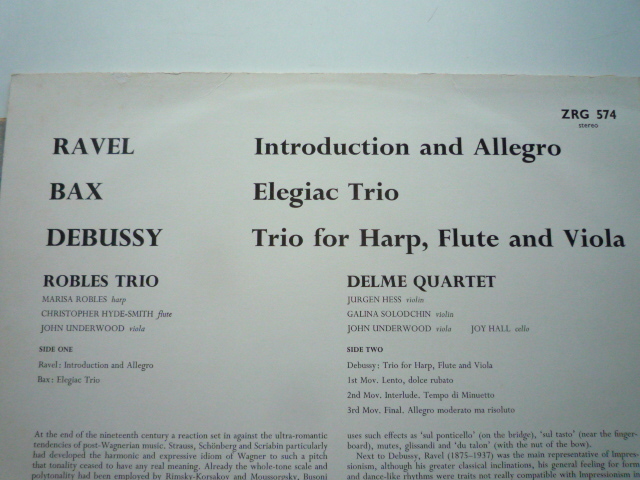 ZRG 574
stereo
RAVEL Introduction and Allegro
BAX Elegiac Trio
DEBUSSY Trio for Harp, Flute and Viola
ROBLES TRIO
MARISA ROBLES harp
CHRISTOPHER HYDE-SMITH flute
JOHN UNDERWOOD viola
SIDE ONE
Ravel: Introduction and Allegro
Bax: Elegiac Trio
DELME QUARTET
JURGEN HESS violin
GALINA SOLODCHIN violin
JOHN UNDERWOOD viola JOY HALL cello
SIDE TWO
Debussy: Trio for Harp, Flute and Viola
1st Mov. Lento, dolce rubato
2nd Mov. Interlude. Tempo di Minuetto
3rd Mov. Final. Allegro moderato ma risoluto
At the end of the nineteenth century a reaction set in against the ultra-romantic
tendencies of post-Wagnerian music. Strauss, Schönberg and Scriabin particularly
had developed the harmonic and expressive idiom of Wagner to such a pitch
that tonality ceased to have any real meaning. Already the whole-tone scale and
polytonality had been employed by Rimsky-Korsakov and Moussorgsky, Busoni
uses such effects as 'sul ponticello' (on the bridge), 'sul tasto' (near the finger-
board), mutes, glissandi and 'du talon' (with the nut of the bow).
Next to Debussy, Ravel (1875-1937) was the main representative of Impres-
sionism, although his greater classical inclinations, his general feeling for form
and dance-like rhythms were traits not really compatible with Impressionism in